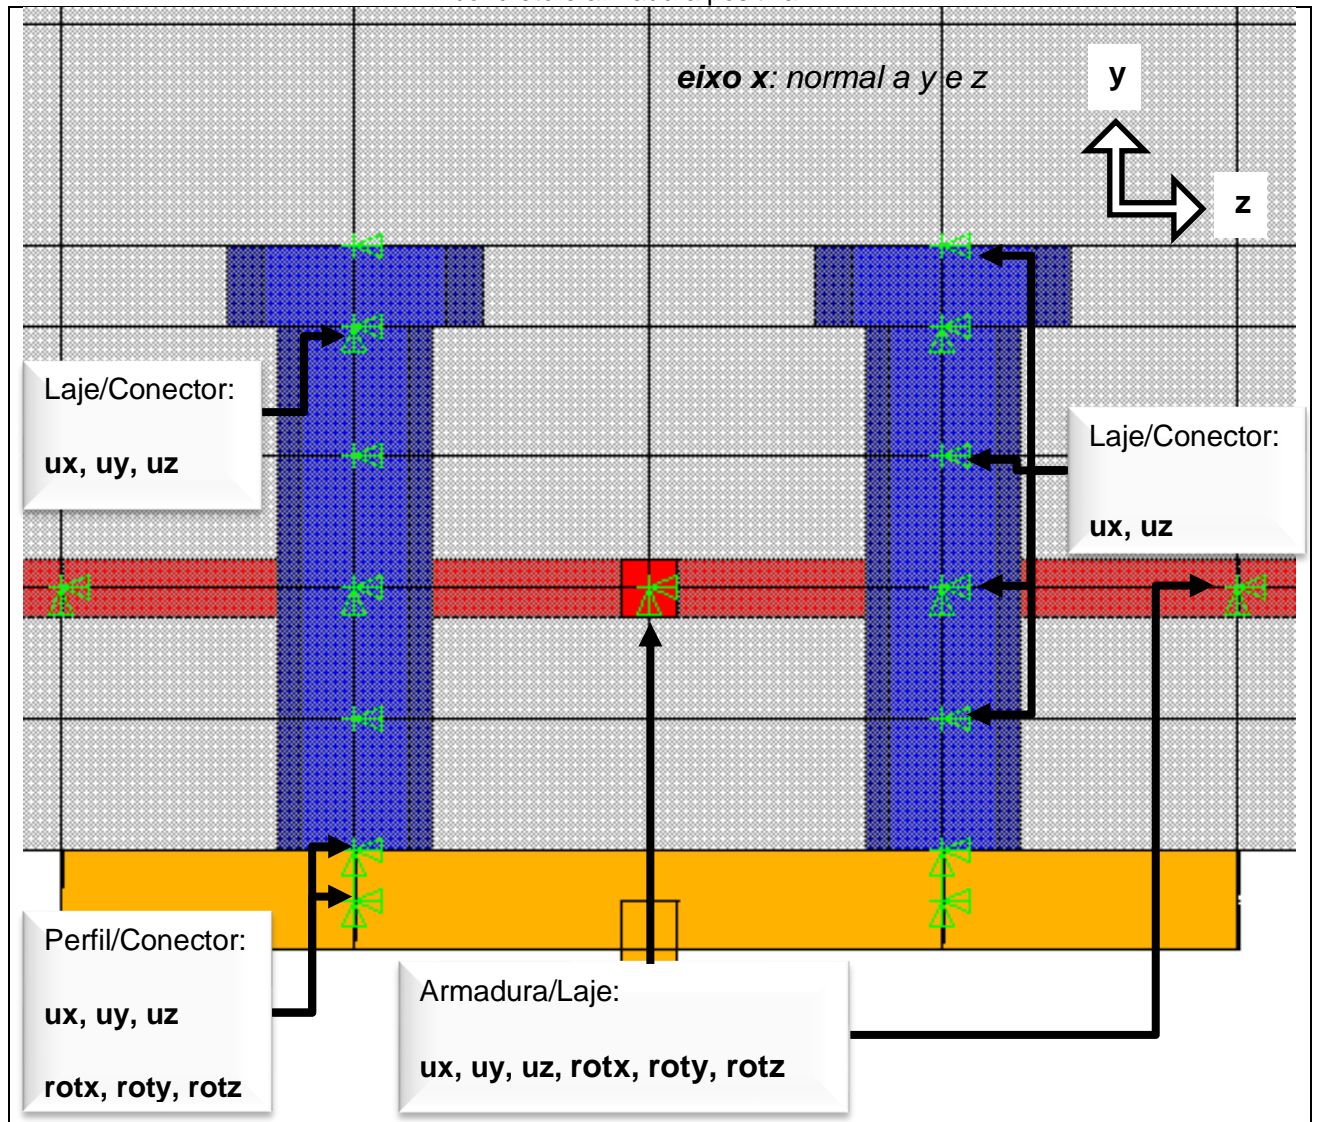 eixo x: normal a y e z
y
z
Laje/Conector:
ux, uy, uz
Laje/Conector:
ux, uz
Perfil/Conector:
ux, uy, uz
rotx, roty, rotz
Armadura/Laje:
ux, uy, uz, rotx, roty, rotz